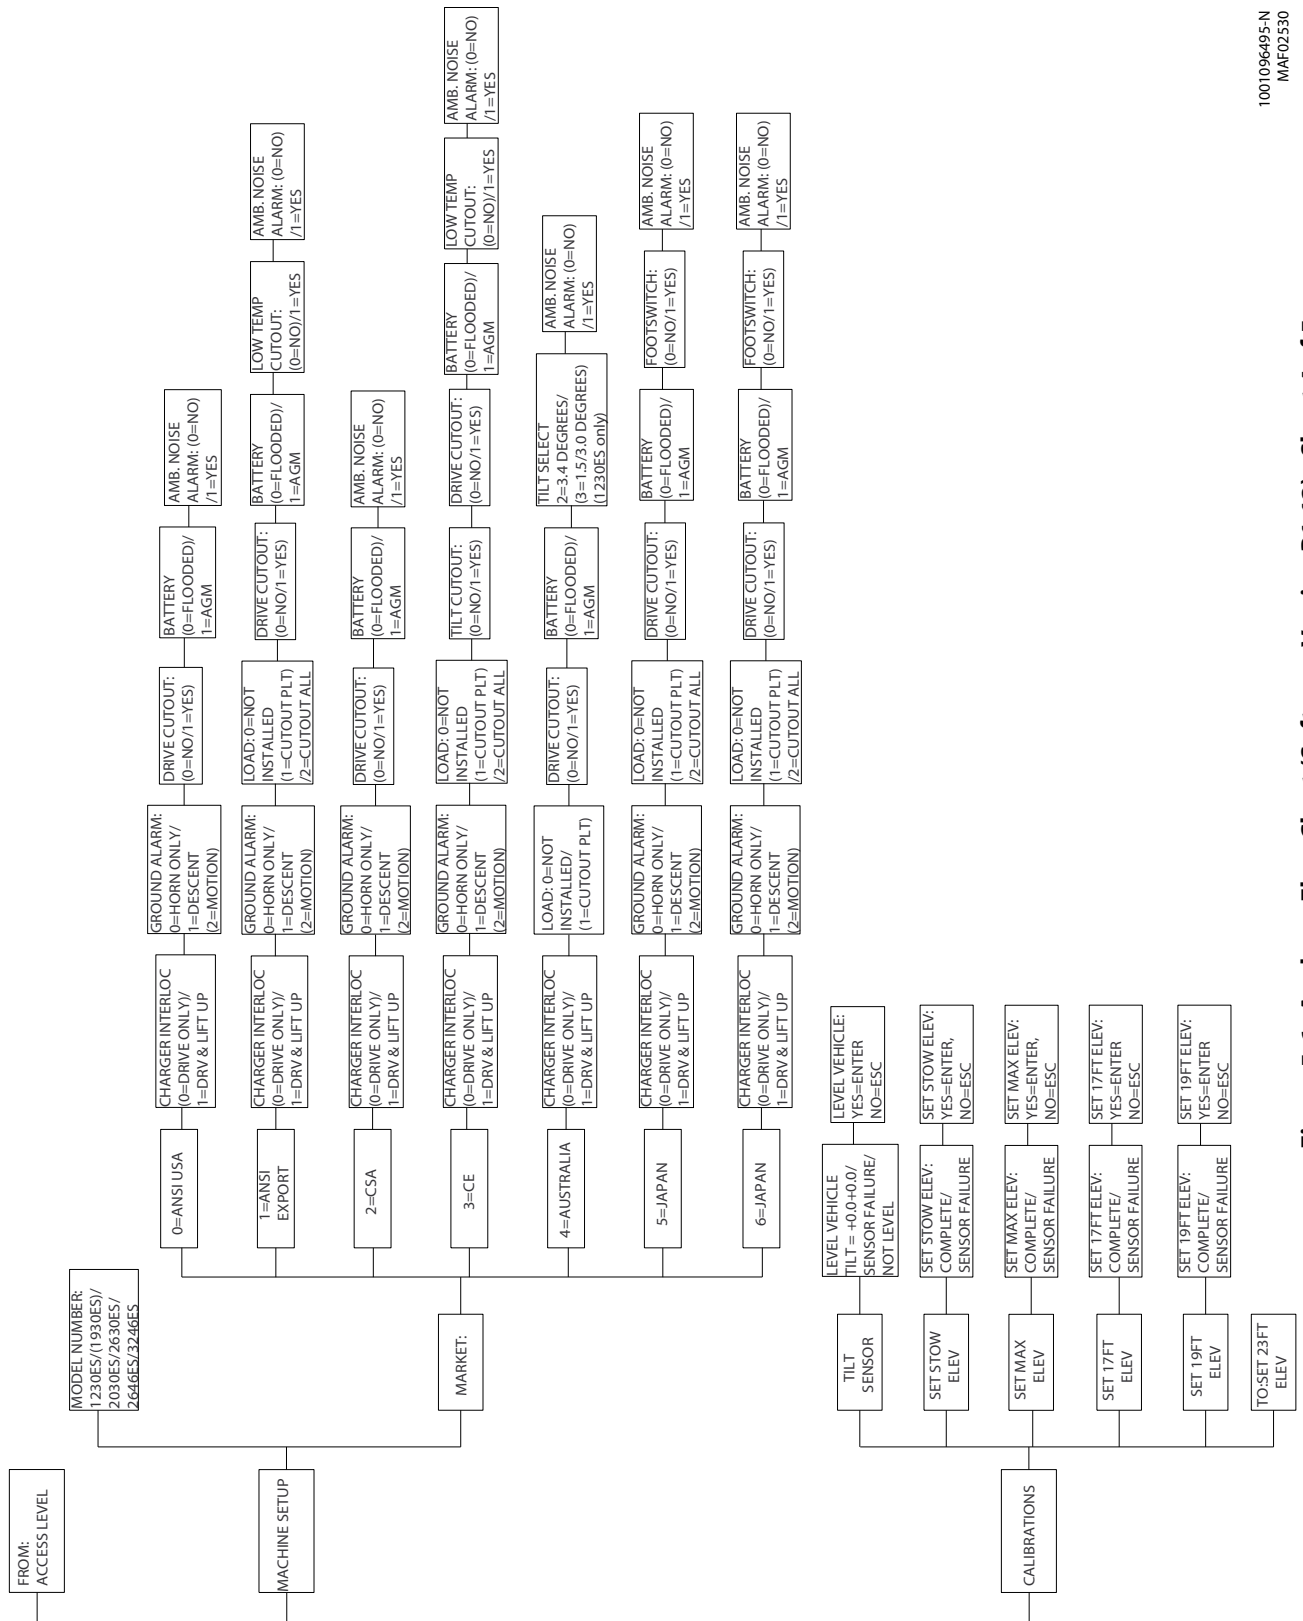 FROM:
ACCESS LEVEL
MACHINE SETUP
MODEL NUMBER:
1230ES/(1930ES)/
2030ES/2630ES/
2646ES/3246ES
MARKET:
0=ANSI USA
CHARGER INTERLOC
(0=DRIVE ONLY)/
1=DRV & LIFT UP
GROUND ALARM:
0=HORN ONLY/
1=DESCENT
(2=MOTION)
DRIVE CUTOUT:
(0=NO/1=YES)
BATTERY
(0=FLOODED)/
1=AGM
AMB. NOISE
ALARM: (0=NO)
/1=YES
1=ANSI
EXPORT
CHARGER INTERLOC
(0=DRIVE ONLY)/
1=DRV & LIFT UP
GROUND ALARM:
0=HORN ONLY/
1=DESCENT
(2=MOTION)
LOAD: 0=NOT
INSTALLED
(1=CUTOUT PLT)
/2=CUTOUT ALL
DRIVE CUTOUT:
(0=NO/1=YES)
BATTERY
(0=FLOODED)/
1=AGM
LOW TEMP
CUTOUT:
(0=NO)/1=YES
AMB. NOISE
ALARM: (0=NO)
/1=YES
2=CSA
CHARGER INTERLOC
(0=DRIVE ONLY)/
1=DRV & LIFT UP
GROUND ALARM:
0=HORN ONLY/
1=DESCENT
(2=MOTION)
DRIVE CUTOUT:
(0=NO/1=YES)
BATTERY
(0=FLOODED)/
1=AGM
AMB. NOISE
ALARM: (0=NO)
/1=YES
3=CE
CHARGER INTERLOC
(0=DRIVE ONLY)/
1=DRV & LIFT UP
GROUND ALARM:
0=HORN ONLY/
1=DESCENT
(2=MOTION)
LOAD: 0=NOT
INSTALLED
(1=CUTOUT PLT)
/2=CUTOUT ALL
TILT CUTOUT:
(0=NO/1=YES)
DRIVE CUTOUT:
(0=NO/1=YES)
BATTERY
(0=FLOODED)/
1=AGM
LOW TEMP
CUTOUT:
(0=NO)/1=YES
AMB. NOISE
ALARM: (0=NO)
/1=YES
4=AUSTRALIA
CHARGER INTERLOC
(0=DRIVE ONLY)/
1=DRV & LIFT UP
LOAD: 0=NOT
INSTALLED/
(1=CUTOUT PLT)
DRIVE CUTOUT:
(0=NO/1=YES)
BATTERY
(0=FLOODED)/
1=AGM
TILT SELECT
2=3.4 DEGREES/
(3=1.5/3.0 DEGREES)
(1230ES only)
AMB. NOISE
ALARM: (0=NO)
/1=YES
5=JAPAN
CHARGER INTERLOC
(0=DRIVE ONLY)/
1=DRV & LIFT UP
GROUND ALARM:
0=HORN ONLY/
1=DESCENT
(2=MOTION)
LOAD: 0=NOT
INSTALLED
(1=CUTOUT PLT)
/2=CUTOUT ALL
DRIVE CUTOUT:
(0=NO/1=YES)
BATTERY
(0=FLOODED)/
1=AGM
FOOTSWITCH:
(0=NO/1=YES)
AMB. NOISE
ALARM: (0=NO)
/1=YES
6=JAPAN
CHARGER INTERLOC
(0=DRIVE ONLY)/
1=DRV & LIFT UP
GROUND ALARM:
0=HORN ONLY/
1=DESCENT
(2=MOTION)
LOAD: 0=NOT
INSTALLED
(1=CUTOUT PLT)
/2=CUTOUT ALL
DRIVE CUTOUT:
(0=NO/1=YES)
BATTERY
(0=FLOODED)/
1=AGM
FOOTSWITCH:
(0=NO/1=YES)
AMB. NOISE
ALARM: (0=NO)
/1=YES
CALIBRATIONS
TILT
SENSOR
LEVEL VEHICLE
TILT = +0.0+0.0/
SENSOR FAILURE/
NOT LEVEL
LEVEL VEHICLE:
YES=ENTER
NO=ESC
SET STOW
ELEV
SET STOW ELEV:
COMPLETE/
SENSOR FAILURE
SET STOW ELEV:
YES=ENTER,
NO=ESC
SET MAX
ELEV
SET MAX ELEV:
COMPLETE/
SENSOR FAILURE
SET MAX ELEV:
YES=ENTER,
NO=ESC
SET 17FT
ELEV
SET 17FT ELEV:
COMPLETE/
SENSOR FAILURE
SET 17FT ELEV:
YES=ENTER
NO=ESC
SET 19FT
ELEV
SET 19FT ELEV:
COMPLETE/
SENSOR FAILURE
SET 19FT ELEV:
YES=ENTER
NO=ESC
TO:SET 23FT
ELEV
1001096495-N
MAF02530